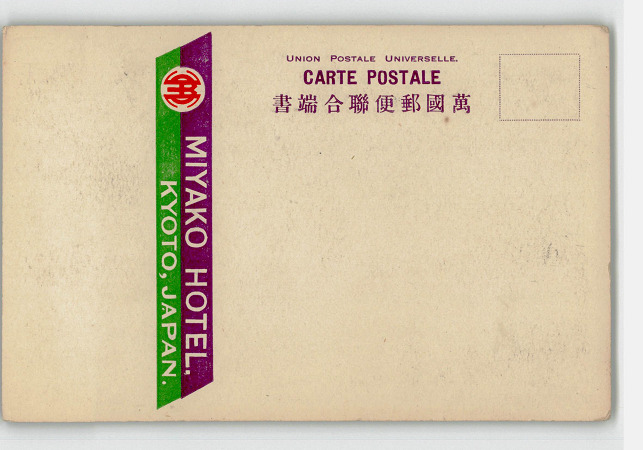 UNION POSTALE UNIVERSELLE.
CARTE POSTALE
書端合聯便郵國萬
MIYAKO HOTEL,
KYOTO, JAPAN.